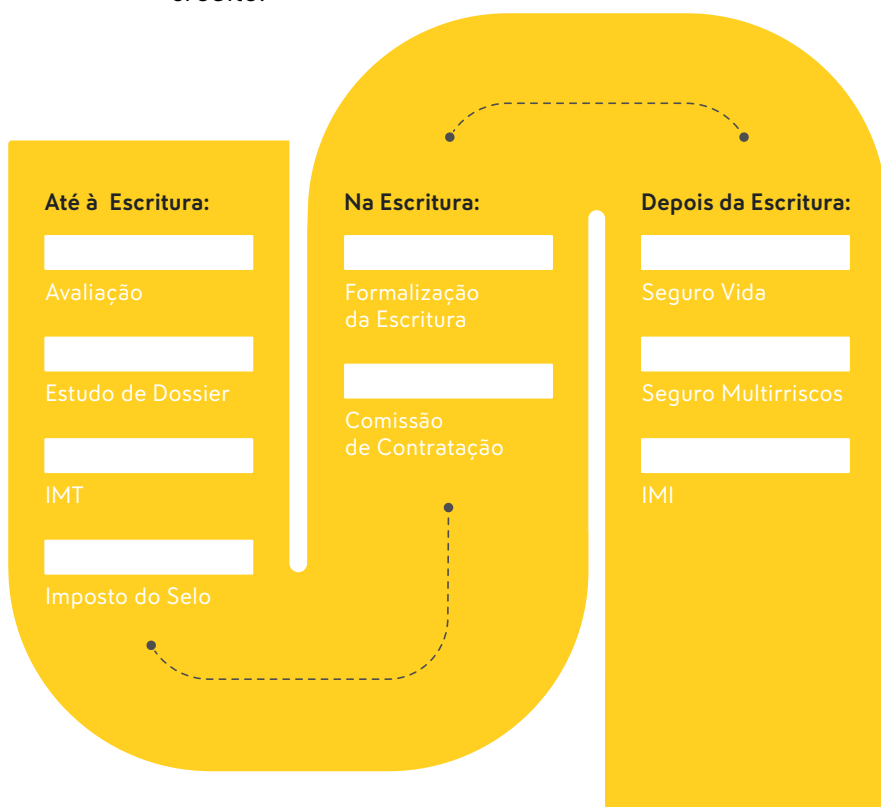 Até à Escritura:
Avaliação
Estudo de Dossier
IMT
Imposto do Selo
Na Escritura:
Formalização
da Escritura
Comissão
de Contratação
Depois da Escritura:
Seguro Vida
Seguro Multirriscos
IMI